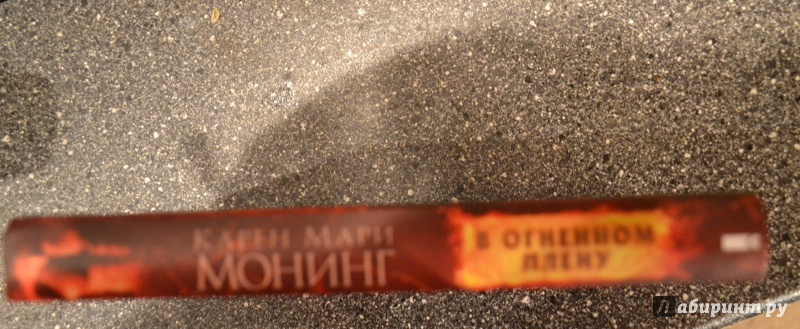 КАРЕН МАРИ
МОНИНГ
В ОГНЕННОМ
ПЛЕНУ
Лабиринт.ру